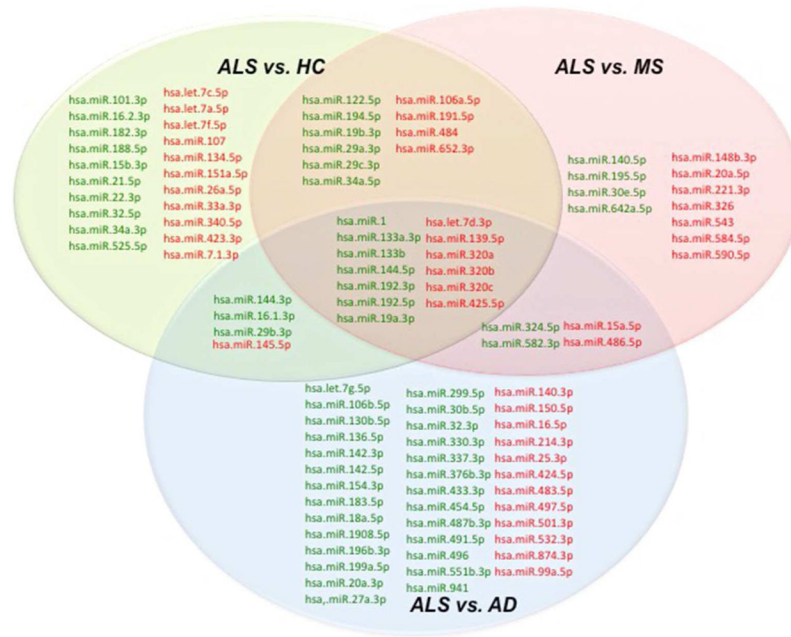 ALS vs. HC
ALS vs. MS
hsa.miR.101.3p
hsa.miR.16.2.3p
hsa.miR.182.3p
hsa.miR.188.5p
hsa.miR.15b.3p
hsa.miR.21.5p
hsa.miR.22.3p
hsa.miR.32.5p
hsa.miR.34a.3p
hsa.miR.525.5p
hsa.let.7c.5p
hsa.let.7a.5p
hsa.let.7f.5p
hsa.miR.107
hsa.miR.134.5p
hsa.miR.151a.5p
hsa.miR.26a.5p
hsa.miR.33a.3p
hsa.miR.340.5p
hsa.miR.423.3p
hsa.miR.7.1.3p
hsa.miR.122.5p
hsa.miR.194.5p
hsa.miR.19b.3p
hsa.miR.29a.3p
hsa.miR.29c.3p
hsa.miR.34a.5p
hsa.miR.106a.5p
hsa.miR.191.5p
hsa.miR.484
hsa.miR.652.3p
hsa.miR.140.5p
hsa.miR.195.5p
hsa.miR.30e.5p
hsa.miR.642a.5p
hsa.miR.148b.3p
hsa.miR.20a.5p
hsa.miR.221.3p
hsa.miR.326
hsa.miR.543
hsa.miR.584.5p
hsa.miR.590.5p
hsa.miR.1
hsa.miR.133a.3p
hsa.miR.133b
hsa.miR.144.5p
hsa.miR.192.3p
hsa.miR.192.5p
hsa.miR.19a.3p
hsa.let.7d.3p
hsa.miR.139.5p
hsa.miR.320a
hsa.miR.320b
hsa.miR.320c
hsa.miR.425.5p
hsa.miR.144.3p
hsa.miR.16.1.3p
hsa.miR.29b.3p
hsa.miR.145.5p
hsa.miR.324.5p
hsa.miR.582.3p
hsa.miR.15a.5p
hsa.miR.486.5p
hsa.let.7g.5p
hsa.miR.106b.5p
hsa.miR.130b.5p
hsa.miR.136.5p
hsa.miR.142.3p
hsa.miR.142.5p
hsa.miR.154.3p
hsa.miR.183.5p
hsa.miR.18a.5p
hsa.miR.1908.5p
hsa.miR.196b.3p
hsa.miR.199a.5p
hsa.miR.20a.3p
hsa,.miR.27a.3p
hsa.miR.299.5p
hsa.miR.30b.5p
hsa.miR.32.3p
hsa.miR.330.3p
hsa.miR.337.3p
hsa.miR.376b.3p
hsa.miR.433.3p
hsa.miR.454.5p
hsa.miR.487b.3p
hsa.miR.491.5p
hsa.miR.496
hsa.miR.551b.3p
hsa.miR.941
hsa.miR.140.3p
hsa.miR.150.5p
hsa.miR.16.5p
hsa.miR.214.3p
hsa.miR.25.3p
hsa.miR.424.5p
hsa.miR.483.5p
hsa.miR.497.5p
hsa.miR.501.3p
hsa.miR.532.3p
hsa.miR.874.3p
hsa.miR.99a.5p
ALS vs. AD